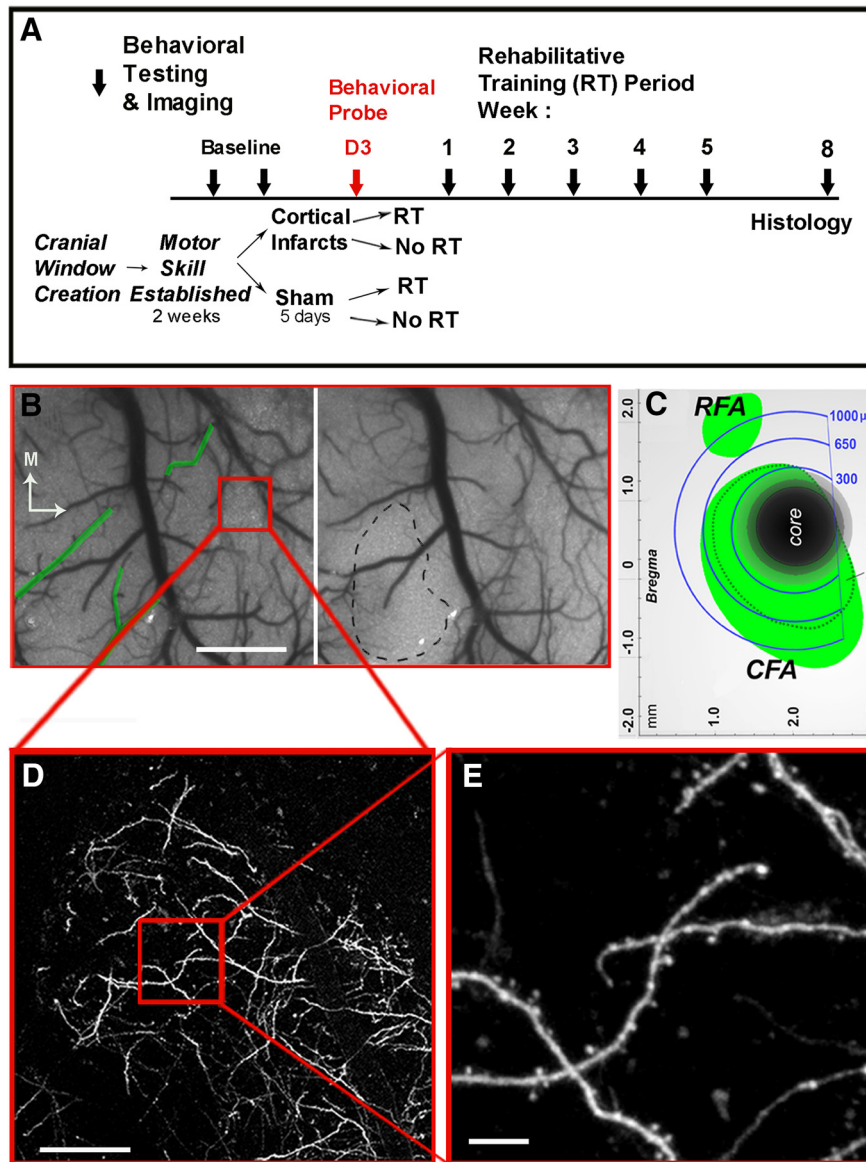 A
Behavioral
Testing
& Imaging
Behavioral
Probe
Rehabilitative
Training (RT) Period
Week :
Baseline D3 1 2 3 4 5 8
Cranial
Window
Creation
Motor
Skill
Established
2 weeks
Cortical
Infarcts
RT
No RT
Sham
5 days
RT
No RT
Histology
B
M
C
RFA
1000μ
650
300
core
CFA
Bregma
mm
2.0
1.0
0
-1.0
-2.0
1.0
2.0
D
E